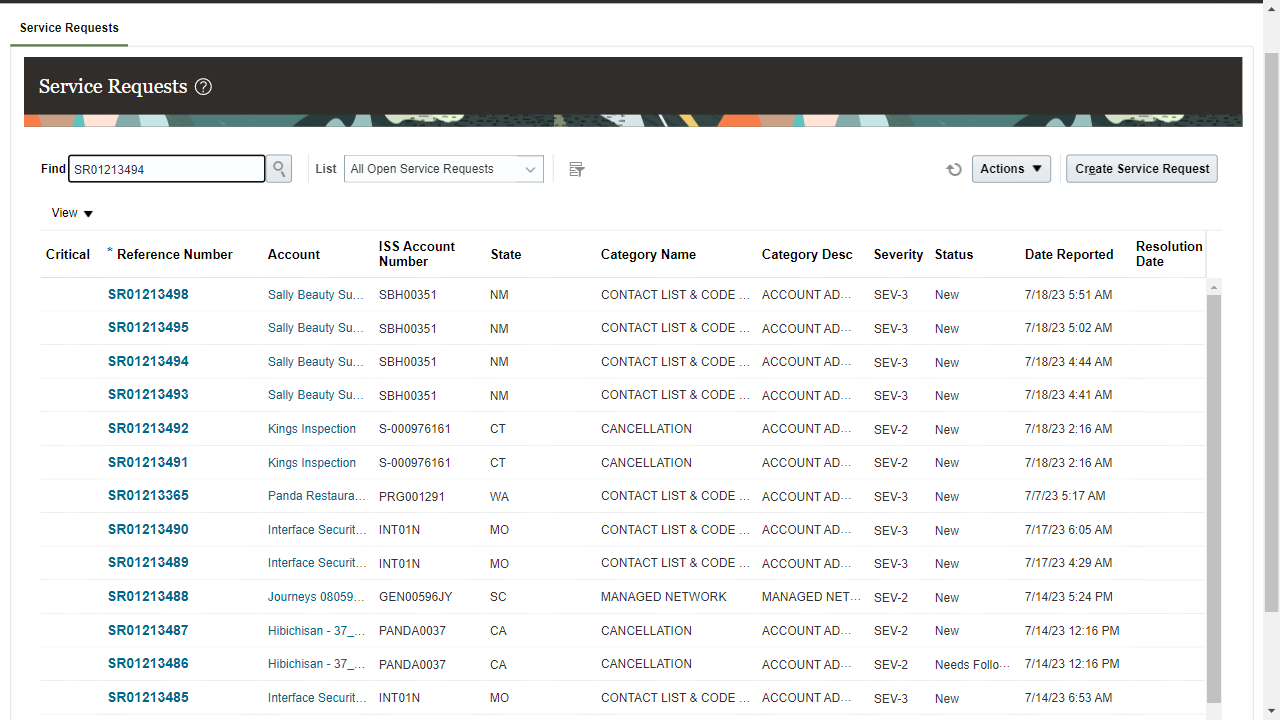 Service Requests
Service Requests ?
Find SR01213494 List All Open Service Requests Actions Create Service Request
View
Critical * Reference Number Account ISS Account Number State Category Name Category Desc Severity Status Date Reported Resolution Date
SR01213498 Sally Beauty Su... SBH00351 NM CONTACT LIST & CODE ... ACCOUNT AD... SEV-3 New 7/18/23 5:51 AM
SR01213495 Sally Beauty Su... SBH00351 NM CONTACT LIST & CODE ... ACCOUNT AD... SEV-3 New 7/18/23 5:02 AM
SR01213494 Sally Beauty Su... SBH00351 NM CONTACT LIST & CODE ... ACCOUNT AD... SEV-3 New 7/18/23 4:44 AM
SR01213493 Sally Beauty Su... SBH00351 NM CONTACT LIST & CODE ... ACCOUNT AD... SEV-3 New 7/18/23 4:41 AM
SR01213492 Kings Inspection S-000976161 CT CANCELLATION ACCOUNT AD... SEV-2 New 7/18/23 2:16 AM
SR01213491 Kings Inspection S-000976161 CT CANCELLATION ACCOUNT AD... SEV-2 New 7/18/23 2:16 AM
SR01213365 Panda Restaura... PRG001291 WA CONTACT LIST & CODE ... ACCOUNT AD... SEV-3 New 7/7/23 5:17 AM
SR01213490 Interface Securit... INT01N MO CONTACT LIST & CODE ... ACCOUNT AD... SEV-3 New 7/17/23 6:05 AM
SR01213489 Interface Securit... INT01N MO CONTACT LIST & CODE ... ACCOUNT AD... SEV-3 New 7/17/23 4:29 AM
SR01213488 Journeys 08059... GEN00596JY SC MANAGED NETWORK MANAGED NET... SEV-2 New 7/14/23 5:24 PM
SR01213487 Hibichisan - 37_... PANDA0037 CA CANCELLATION ACCOUNT AD... SEV-2 New 7/14/23 12:16 PM
SR01213486 Hibichisan - 37_... PANDA0037 CA CANCELLATION ACCOUNT AD... SEV-2 Needs Follo... 7/14/23 12:16 PM
SR01213485 Interface Securit... INT01N MO CONTACT LIST & CODE ... ACCOUNT AD... SEV-3 New 7/14/23 6:53 AM